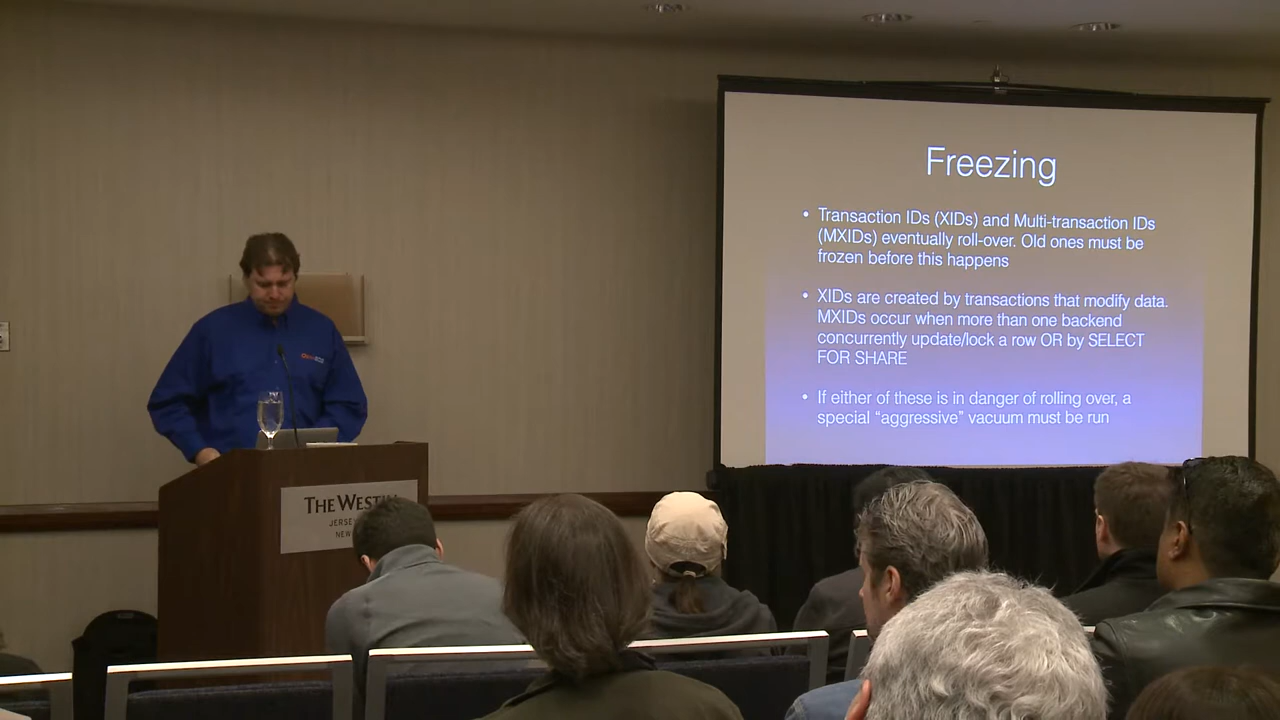 Freezing
• Transaction IDs (XIDs) and Multi-transaction IDs
(MXIDs) eventually roll-over. Old ones must be
frozen before this happens
• XIDs are created by transactions that modify data.
MXIDs occur when more than one backend
concurrently update/lock a row OR by SELECT
FOR SHARE
• If either of these is in danger of rolling over, a
special “aggressive” vacuum must be run
THE WESTIN
JERSEY
NEW